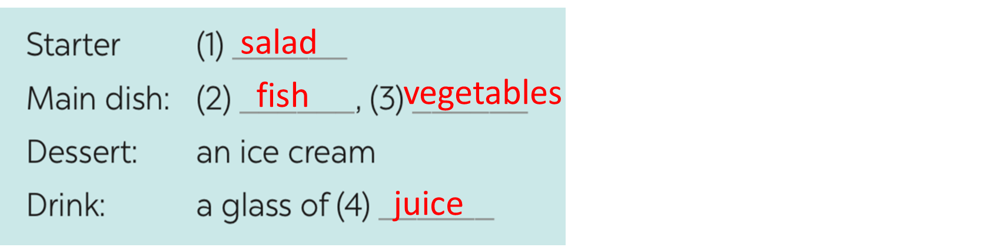 Starter (1) salad
Main dish: (2) fish, (3) vegetables
Dessert: an ice cream
Drink: a glass of (4) juice